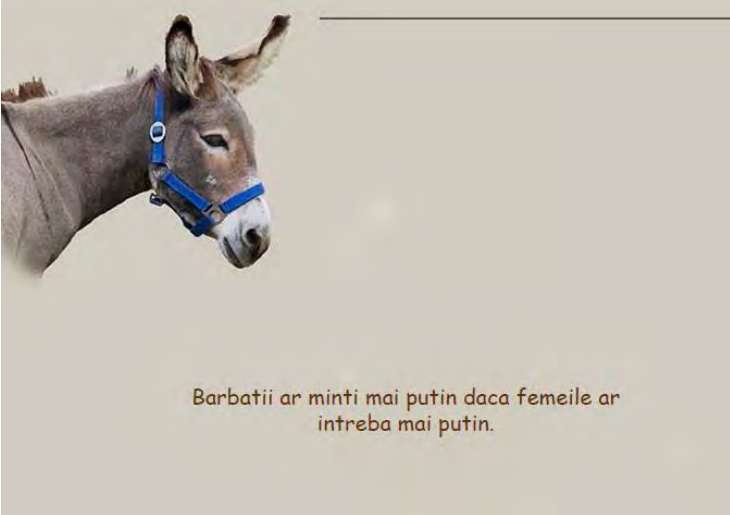 Barbatii ar minti mai putin daca femeile ar
intreba mai putin.